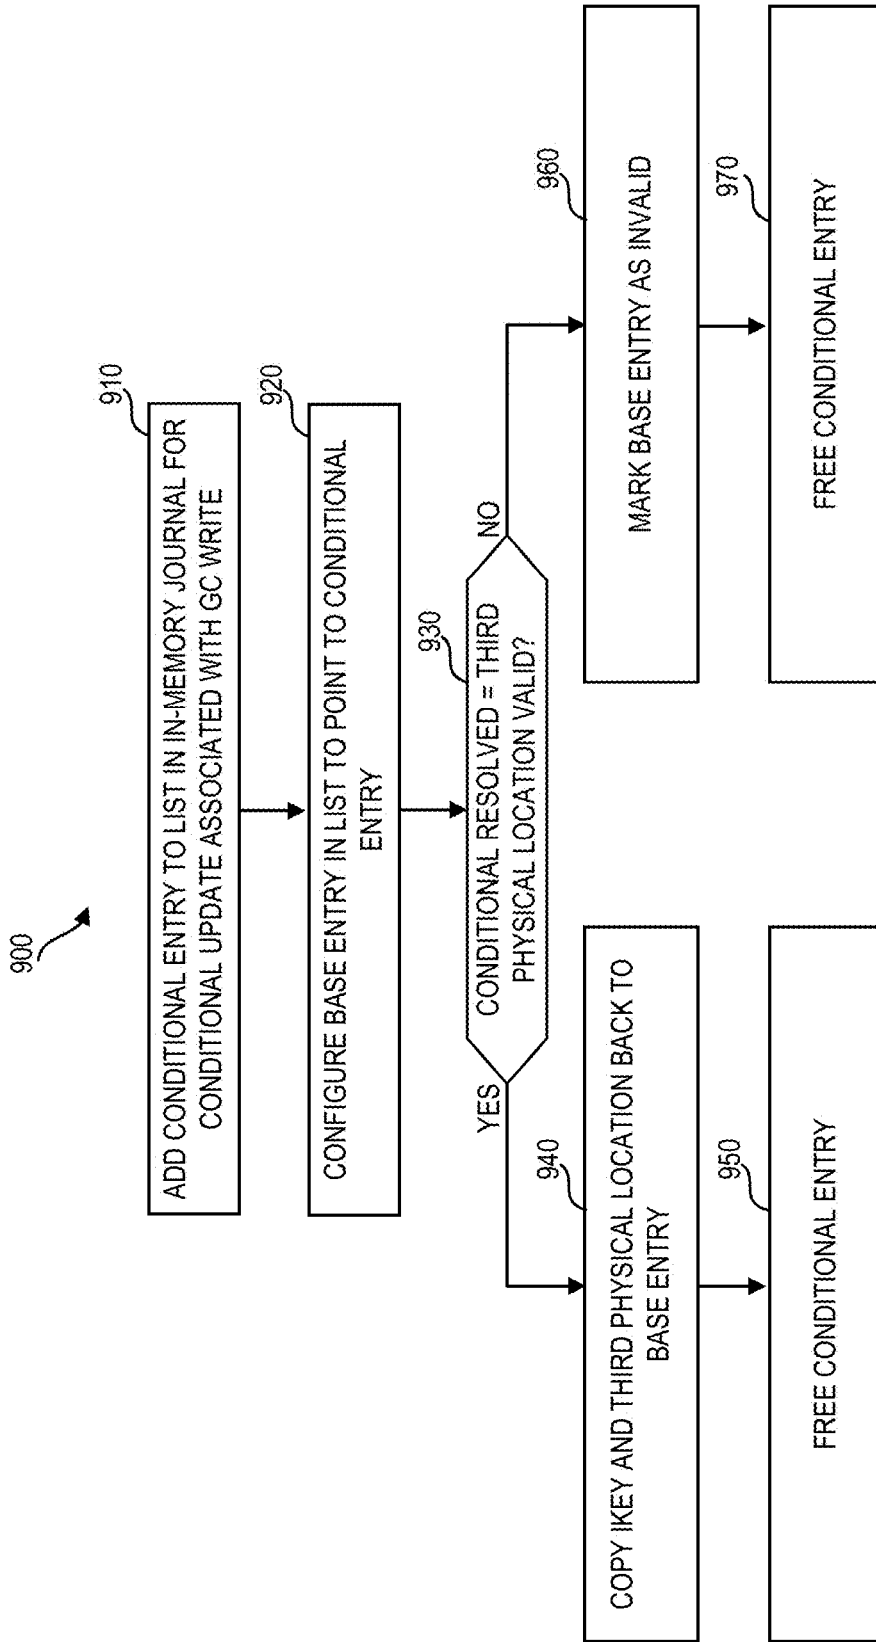 900
910
ADD CONDITIONAL ENTRY TO LIST IN IN-MEMORY JOURNAL FOR
CONDITIONAL UPDATE ASSOCIATED WITH GC WRITE
920
CONFIGURE BASE ENTRY IN LIST TO POINT TO CONDITIONAL
ENTRY
930
CONDITIONAL RESOLVED = THIRD
PHYSICAL LOCATION VALID?
YES
NO
940
COPY IKEY AND THIRD PHYSICAL LOCATION BACK TO
BASE ENTRY
950
FREE CONDITIONAL ENTRY
960
MARK BASE ENTRY AS INVALID
970
FREE CONDITIONAL ENTRY